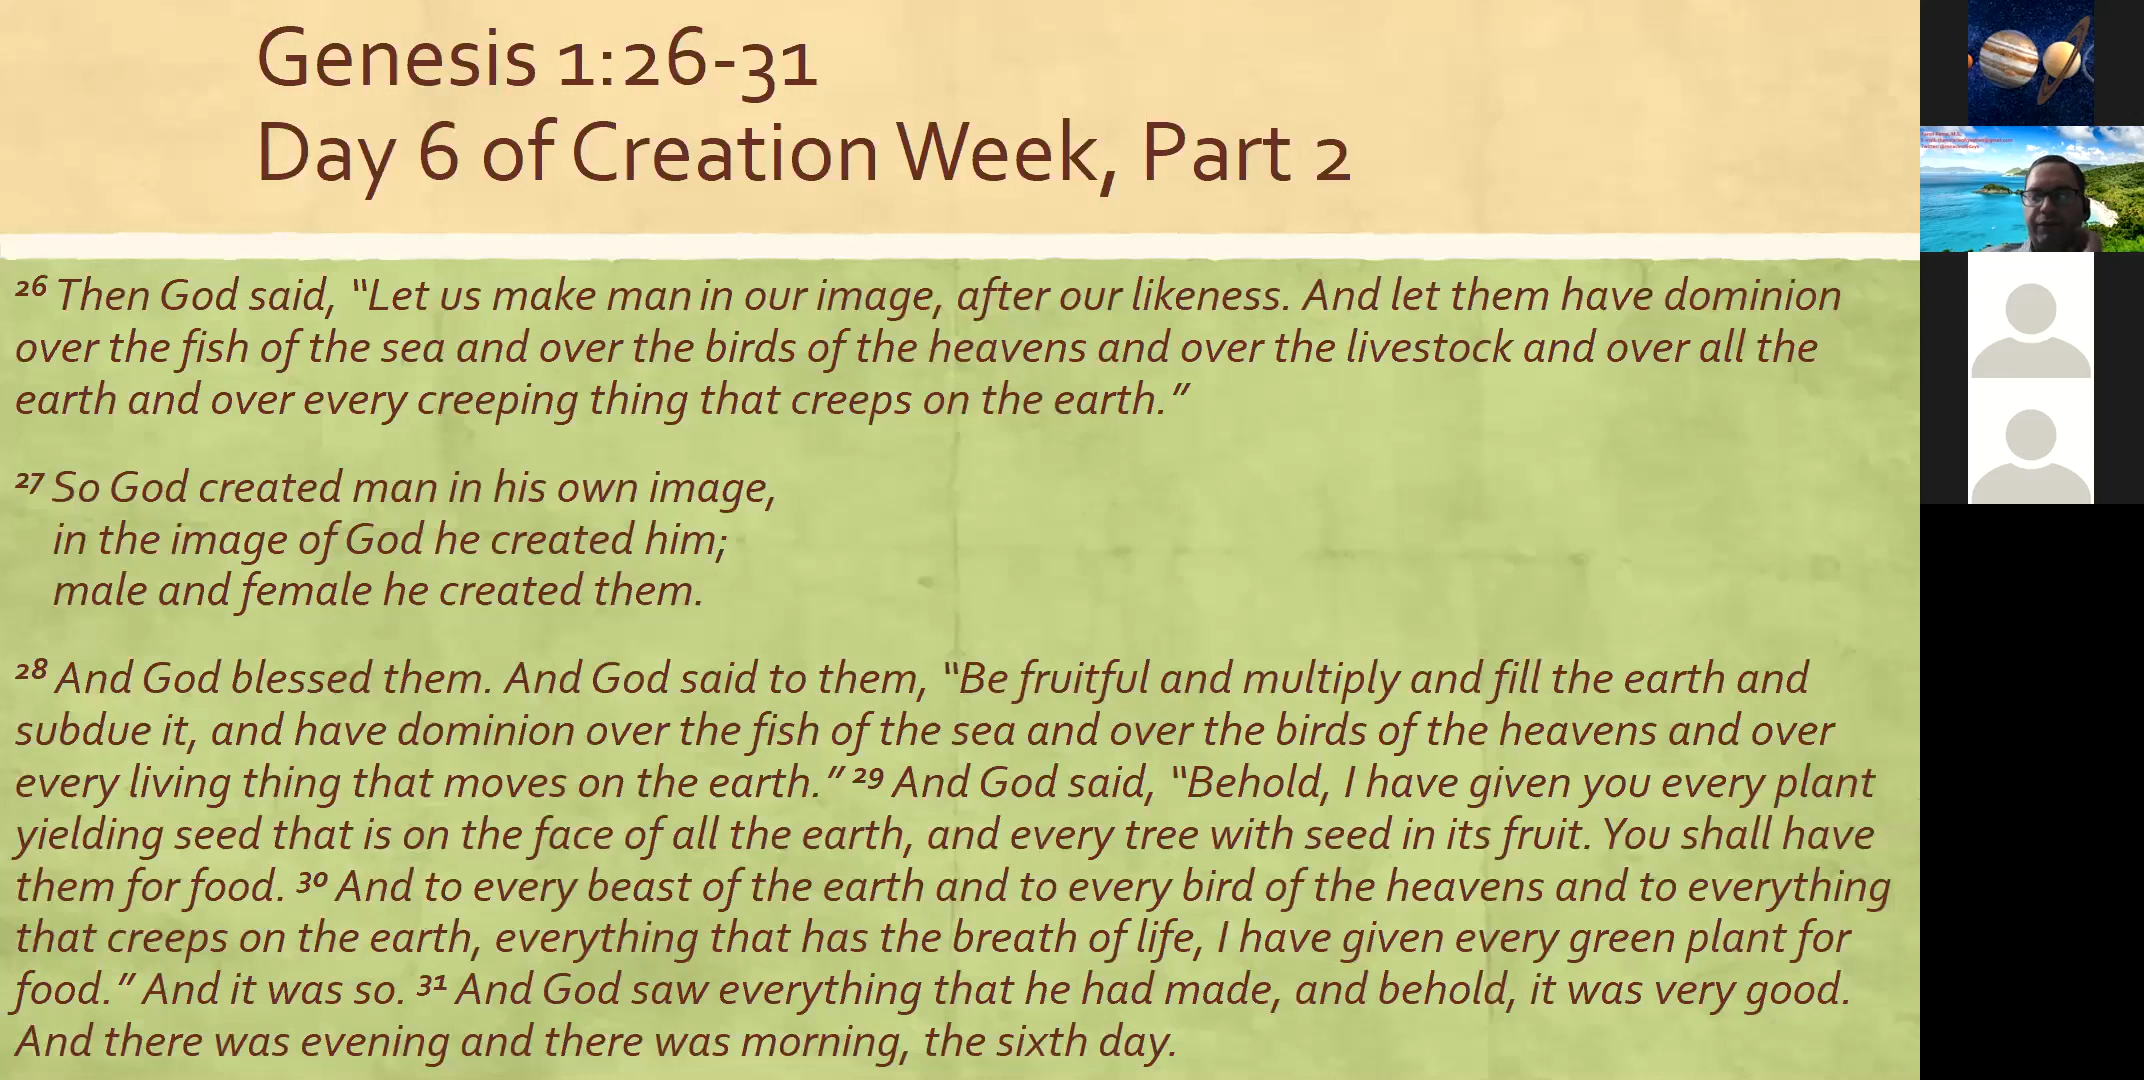 Genesis 1:26-31
Day 6 of Creation Week, Part 2
26 Then God said, “Let us make man in our image, after our likeness. And let them have dominion
over the fish of the sea and over the birds of the heavens and over the livestock and over all the
earth and over every creeping thing that creeps on the earth.”
27 So God created man in his own image,
in the image of God he created him;
male and female he created them.
28 And God blessed them. And God said to them, “Be fruitful and multiply and fill the earth and
subdue it, and have dominion over the fish of the sea and over the birds of the heavens and over
every living thing that moves on the earth.” 29 And God said, “Behold, I have given you every plant
yielding seed that is on the face of all the earth, and every tree with seed in its fruit. You shall have
them for food. 30 And to every beast of the earth and to every bird of the heavens and to everything
that creeps on the earth, everything that has the breath of life, I have given every green plant for
food.” And it was so. 31 And God saw everything that he had made, and behold, it was very good.
And there was evening and there was morning, the sixth day.